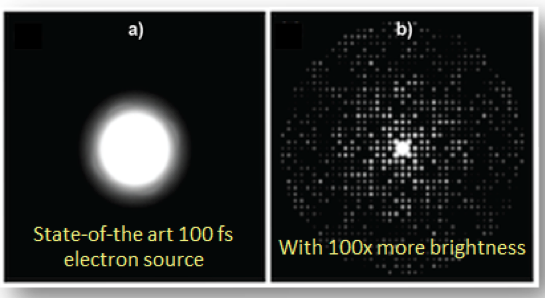 a)
State-of-the art 100 fs
electron source
b)
With 100x more brightness